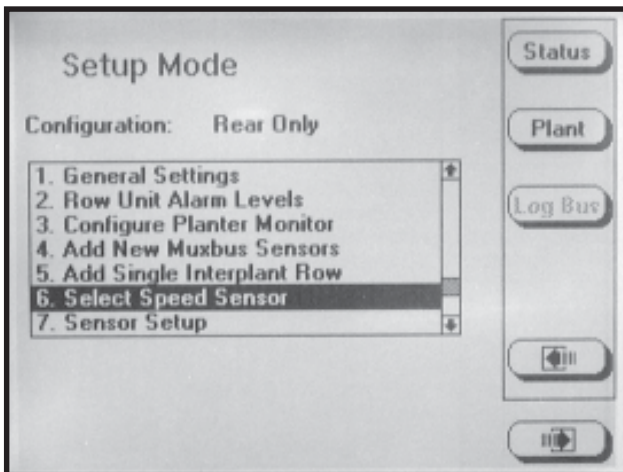 Setup Mode
Configuration: Rear Only
1. General Settings
2. Row Unit Alarm Levels
3. Configure Planter Monitor
4. Add New Muxbus Sensors
5. Add Single Interplant Row
6. Select Speed Sensor
7. Sensor Setup
Status
Plant
Log Bus